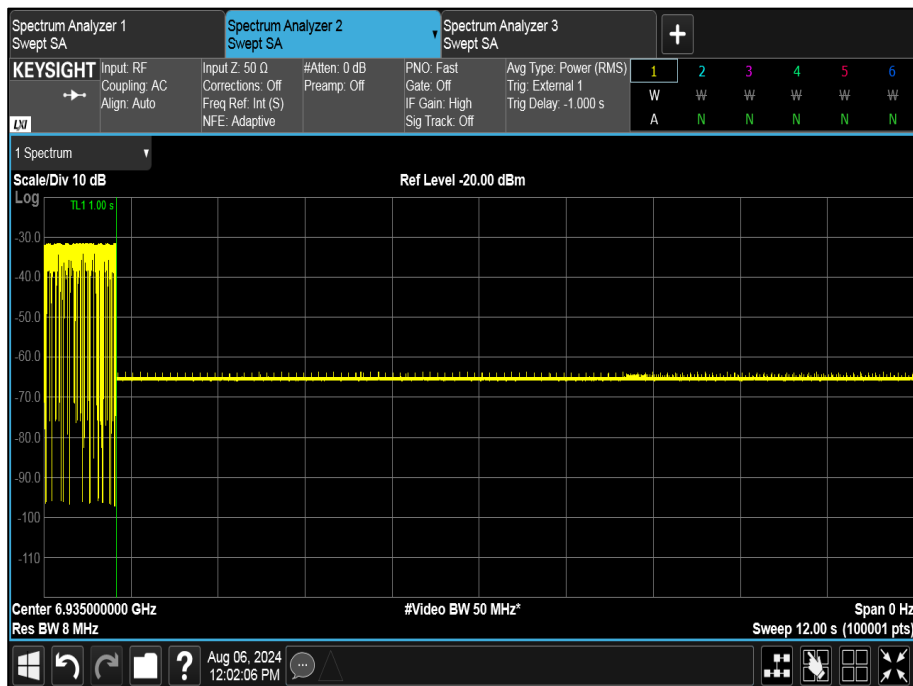 Spectrum Analyzer 1
Swept SA
Spectrum Analyzer 2
Swept SA
Spectrum Analyzer 3
Swept SA
+
KEYSIGHT
LXI
Input: RF
Coupling: AC
Align: Auto
Input Z: 50 Ω
Corrections: Off
Freq Ref: Int (S)
NFE: Adaptive
#Atten: 0 dB
Preamp: Off
PNO: Fast
Gate: Off
IF Gain: High
Sig Track: Off
Avg Type: Power (RMS)
Trig: External 1
Trig Delay: -1.000 s
1 2 3 4 5 6
W W W W W W
A N N N N N
1 Spectrum
Scale/Div 10 dB
Ref Level -20.00 dBm
Log
TL1 1.00 s
-30.0
-40.0
-50.0
-60.0
-70.0
-80.0
-90.0
-100
-110
Center 6.935000000 GHz
#Video BW 50 MHz*
Span 0 Hz
Res BW 8 MHz
Sweep 12.00 s (100001 pts)
?
Aug 06, 2024
12:02:06 PM